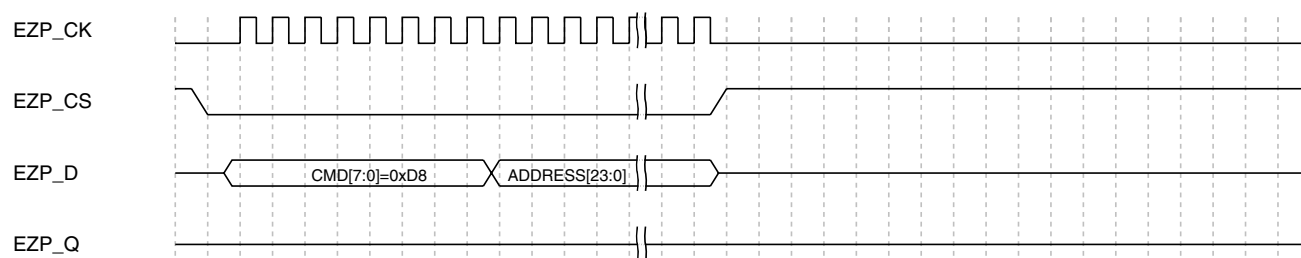 EZP_CK
EZP_CS
EZP_D CMD[7:0]=0xD8 ADDRESS[23:0]
EZP_Q